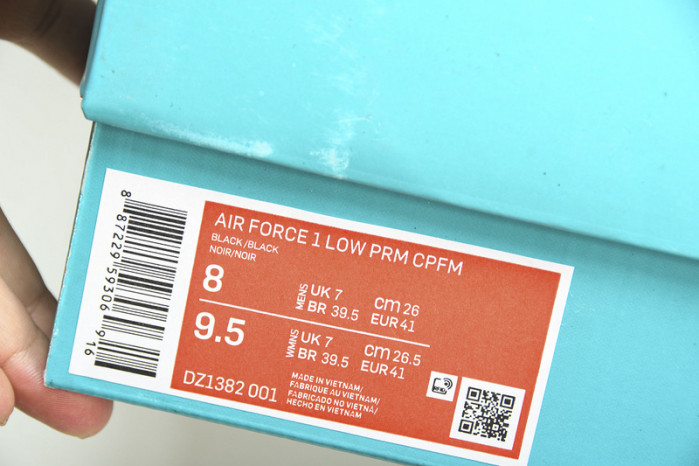 AIR FORCE 1 LOW PRM CPFM
BLACK/BLACK
NOIR/NOIR
8 MENS UK 7 cm 26
BR 39.5 EUR 41
9.5 WMNS UK 7 cm 26.5
BR 39.5 EUR 41
DZ1382 001
MADE IN VIETNAM/
FABRIQUE AU VIETNAM/
FABRICADO NO VIETNÃ/
HECHO EN VIETNAM
RFID
8 87229 59306 9 16